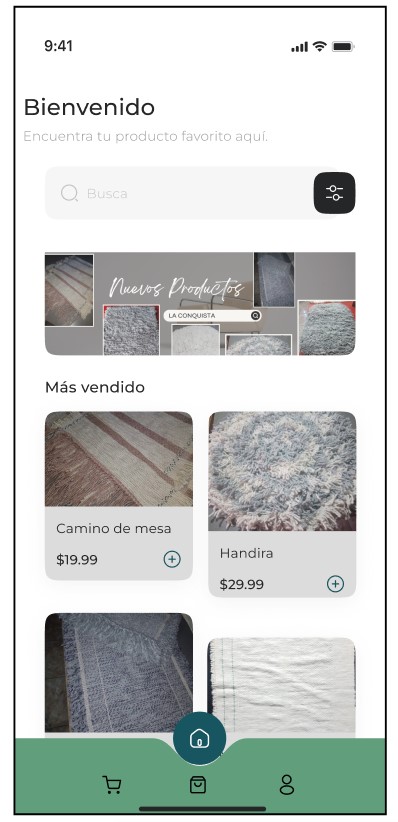 9:41
Bienvenido
Encuentra tu producto favorito aquí.
Busca
Nuevos Productos
LA CONQUISTA
Más vendido
Camino de mesa
$19.99
Handira
$29.99